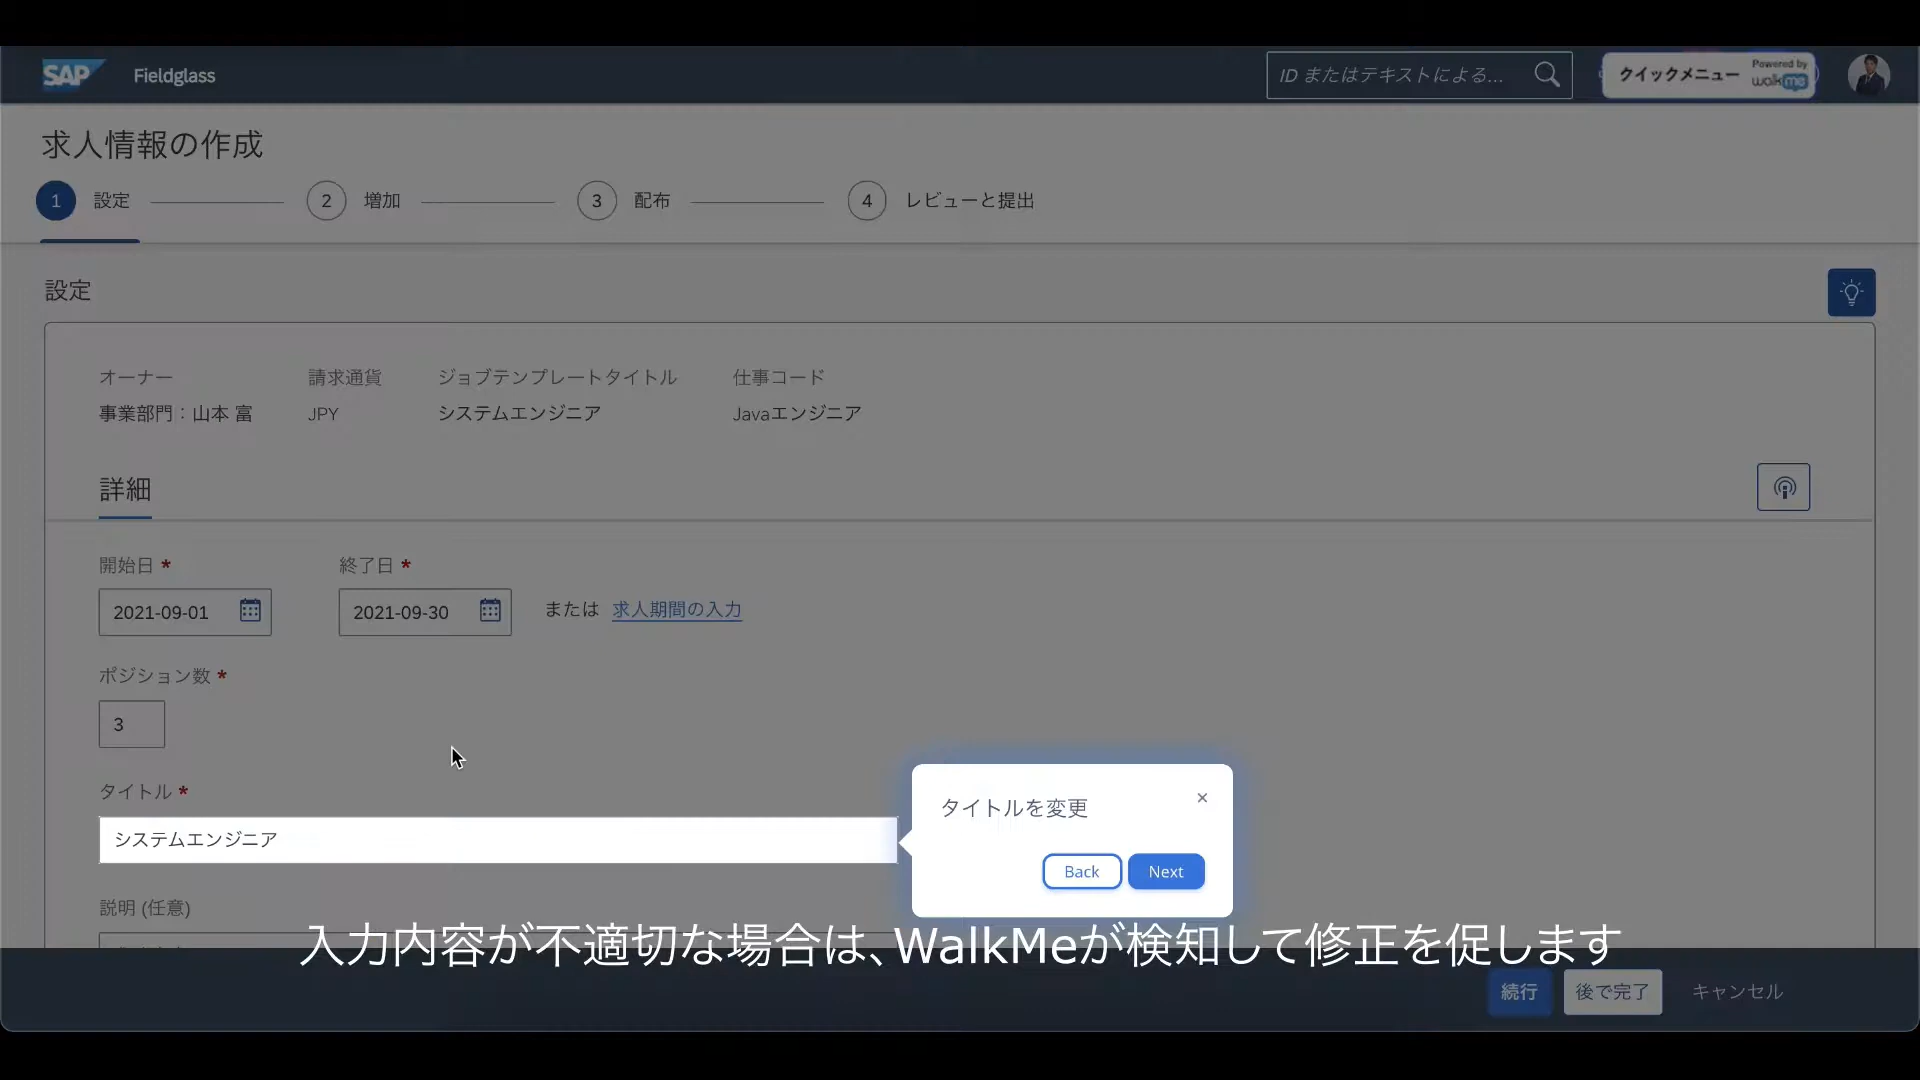 SAP Fieldglass
ID またはテキストによる...
クイックメニュー Powered by walkme
求人情報の作成
1 設定 2 増加 3 配布 4 レビューと提出
設定
オーナー 請求通貨 ジョブテンプレートタイトル 仕事コード
事業部門：山本 富 JPY システムエンジニア Javaエンジニア
詳細
開始日 * 終了日 *
2021-09-01 2021-09-30 または 求人期間の入力
ポジション数 *
3
タイトル *
システムエンジニア
タイトルを変更 ×
Back Next
説明 (任意)
入力内容が不適切な場合は、WalkMeが検知して修正を促します
続行 後で完了 キャンセル